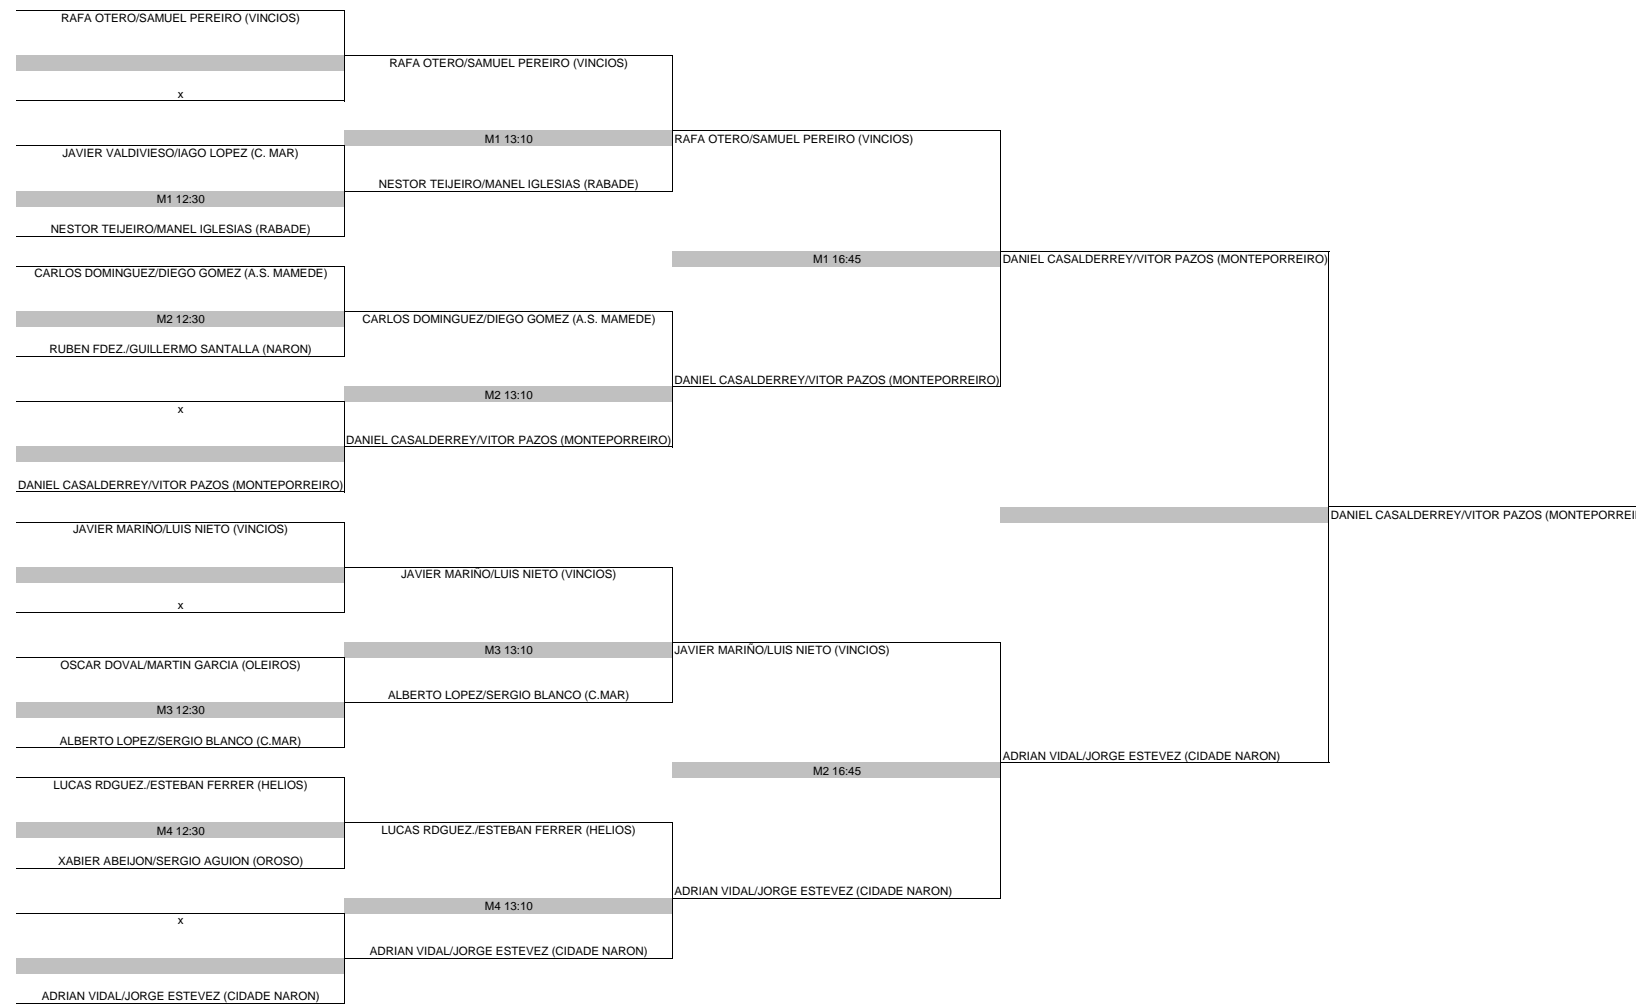 RAFA OTERO/SAMUEL PEREIRO (VINCIOS)
RAFA OTERO/SAMUEL PEREIRO (VINCIOS)
x
M1 13:10
RAFA OTERO/SAMUEL PEREIRO (VINCIOS)
JAVIER VALDIVIESO/IAGO LOPEZ (C. MAR)
NESTOR TEIJEIRO/MANEL IGLESIAS (RABADE)
M1 12:30
NESTOR TEIJEIRO/MANEL IGLESIAS (RABADE)
M1 16:45
DANIEL CASALDERREY/VITOR PAZOS (MONTEPORREIRO)
CARLOS DOMINGUEZ/DIEGO GOMEZ (A.S. MAMEDE)
M2 12:30
CARLOS DOMINGUEZ/DIEGO GOMEZ (A.S. MAMEDE)
RUBEN FDEZ./GUILLERMO SANTALLA (NARON)
DANIEL CASALDERREY/VITOR PAZOS (MONTEPORREIRO)
M2 13:10
x
DANIEL CASALDERREY/VITOR PAZOS (MONTEPORREIRO)
DANIEL CASALDERREY/VITOR PAZOS (MONTEPORREIRO)
DANIEL CASALDERREY/VITOR PAZOS (MONTEPORREI
JAVIER MARIÑO/LUIS NIETO (VINCIOS)
JAVIER MARIÑO/LUIS NIETO (VINCIOS)
x
M3 13:10
JAVIER MARIÑO/LUIS NIETO (VINCIOS)
OSCAR DOVAL/MARTIN GARCIA (OLEIROS)
ALBERTO LOPEZ/SERGIO BLANCO (C.MAR)
M3 12:30
ALBERTO LOPEZ/SERGIO BLANCO (C.MAR)
ADRIAN VIDAL/JORGE ESTEVEZ (CIDADE NARON)
M2 16:45
LUCAS RDGUEZ./ESTEBAN FERRER (HELIOS)
M4 12:30
LUCAS RDGUEZ./ESTEBAN FERRER (HELIOS)
XABIER ABEIJON/SERGIO AGUION (OROSO)
ADRIAN VIDAL/JORGE ESTEVEZ (CIDADE NARON)
M4 13:10
x
ADRIAN VIDAL/JORGE ESTEVEZ (CIDADE NARON)
ADRIAN VIDAL/JORGE ESTEVEZ (CIDADE NARON)